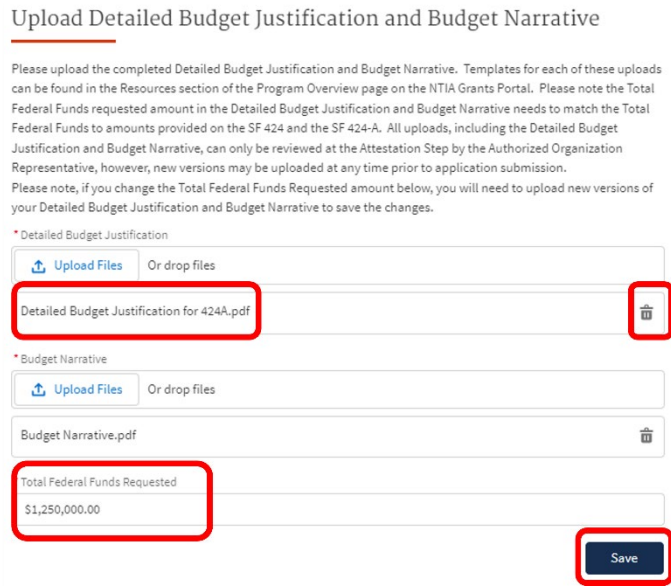 Upload Detailed Budget Justification and Budget Narrative
Please upload the completed Detailed Budget Justification and Budget Narrative. Templates for each of these uploads
can be found in the Resources section of the Program Overview page on the NTIA Grants Portal. Please note the Total
Federal Funds requested amount in the Detailed Budget Justification and Budget Narrative needs to match the Total
Federal Funds to amounts provided on the SF 424 and the SF 424-A. All uploads, including the Detailed Budget
Justification and Budget Narrative, can only be reviewed at the Attestation Step by the Authorized Organization
Representative, however, new versions may be uploaded at any time prior to application submission.
Please note, if you change the Total Federal Funds Requested amount below, you will need to upload new versions of
your Detailed Budget Justification and Budget Narrative to save the changes.
* Detailed Budget Justification
Upload Files Or drop files
Detailed Budget Justification for 424A.pdf
* Budget Narrative
Upload Files Or drop files
Budget Narrative.pdf
* Total Federal Funds Requested
$1,250,000.00
Save